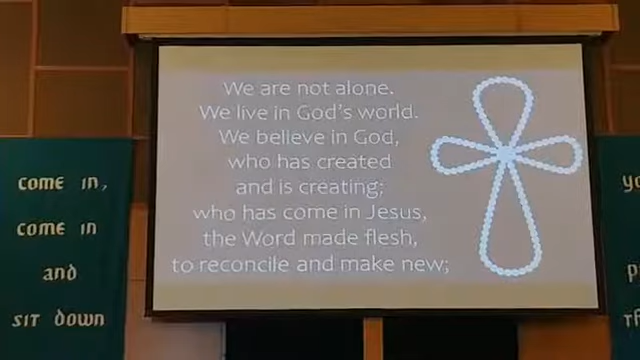 We are not alone.
We live in God's world.
We believe in God,
who has created
and is creating;
who has come in Jesus,
the Word made flesh,
to reconcile and make new;
come in,
come in
and
sit down